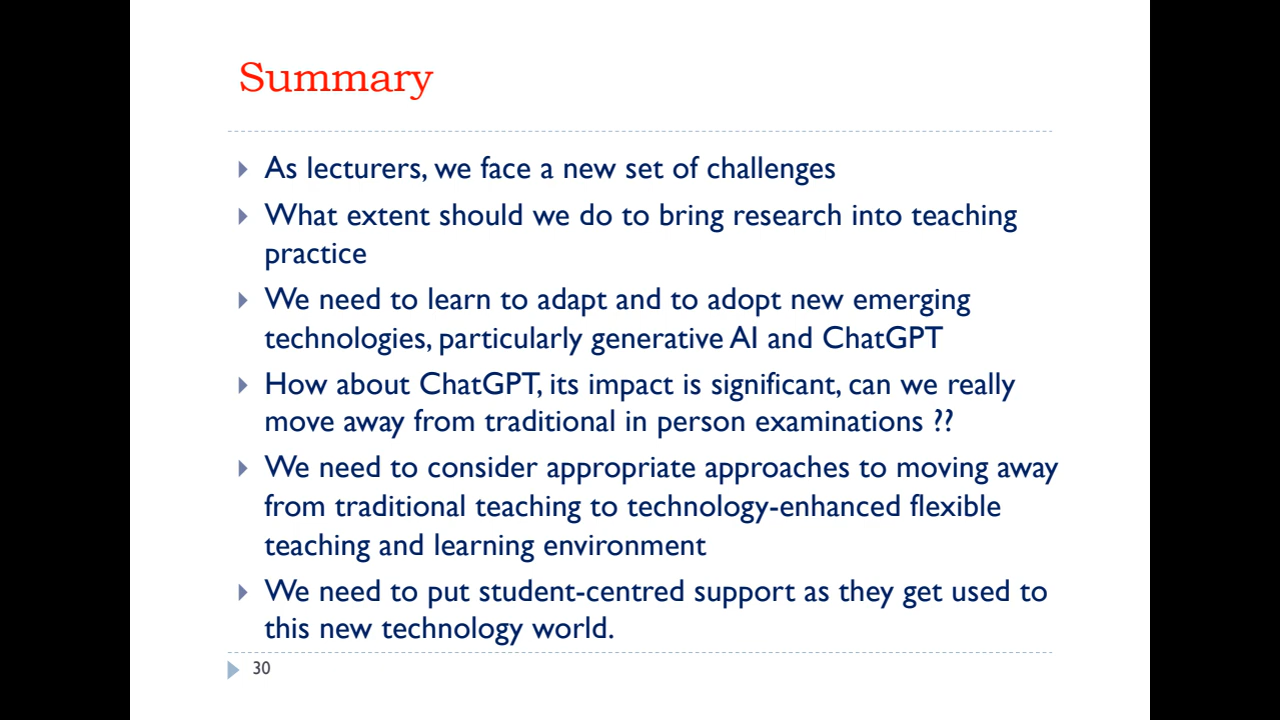 Summary
As lecturers, we face a new set of challenges
What extent should we do to bring research into teaching
practice
We need to learn to adapt and to adopt new emerging
technologies, particularly generative AI and ChatGPT
How about ChatGPT, its impact is significant, can we really
move away from traditional in person examinations ??
We need to consider appropriate approaches to moving away
from traditional teaching to technology-enhanced flexible
teaching and learning environment
We need to put student-centred support as they get used to
this new technology world.
30